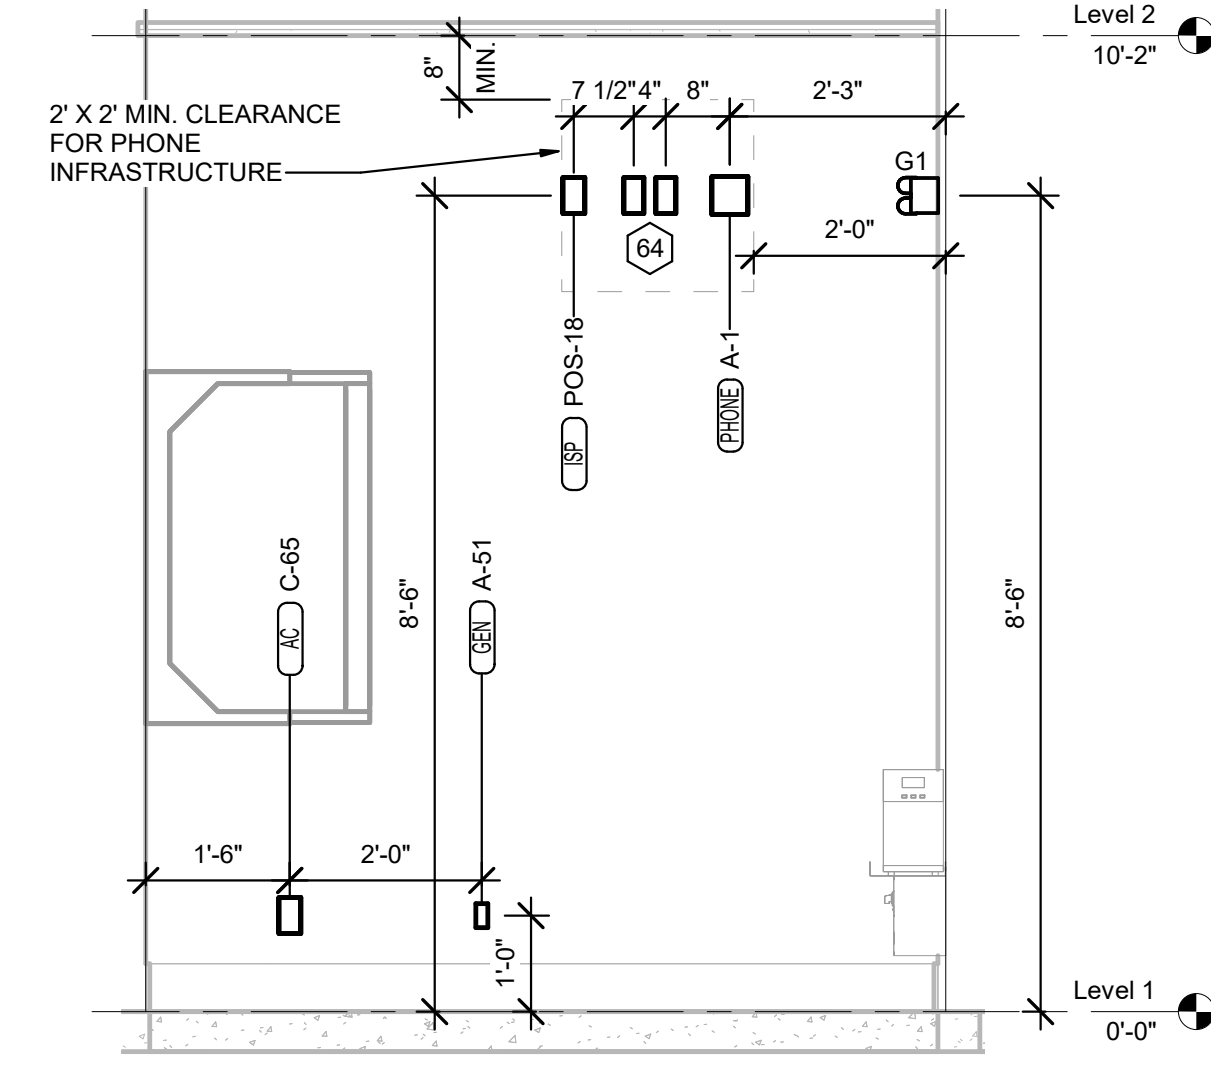 Level 2
10'-2"
8"
MIN.
7 1/2"
4"
8"
2'-3"
2' X 2' MIN. CLEARANCE
FOR PHONE
INFRASTRUCTURE
G1
64
2'-0"
POS-18
ISP
A-1
PHONE
C-65
AC
8'-6"
A-51
GEN
8'-6"
1'-6"
2'-0"
1'-0"
Level 1
0'-0"